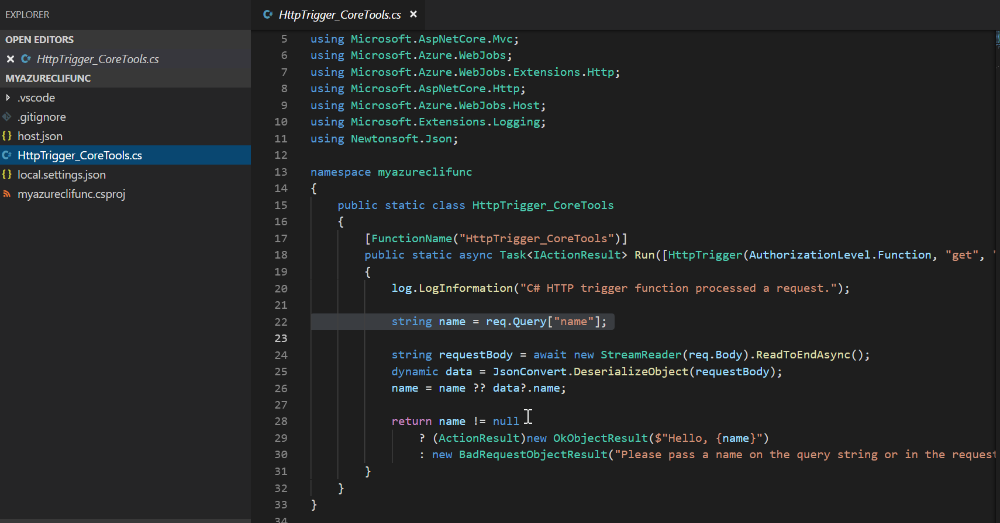 EXPLORER
OPEN EDITORS
HttpTrigger_CoreTools.cs
MYAZURECLIFUNC
.vscode
.gitignore
host.json
HttpTrigger_CoreTools.cs
local.settings.json
myazureclifunc.csproj
HttpTrigger_CoreTools.cs
5 using Microsoft.AspNetCore.Mvc;
6 using Microsoft.Azure.WebJobs;
7 using Microsoft.Azure.WebJobs.Extensions.Http;
8 using Microsoft.AspNetCore.Http;
9 using Microsoft.Azure.WebJobs.Host;
10 using Microsoft.Extensions.Logging;
11 using Newtonsoft.Json;
12
13 namespace myazureclifunc
14 {
15 public static class HttpTrigger_CoreTools
16 {
17 [FunctionName("HttpTrigger_CoreTools")]
18 public static async Task<IActionResult> Run([HttpTrigger(AuthorizationLevel.Function, "get", "
19 {
20 log.LogInformation("C# HTTP trigger function processed a request.");
21
22 string name = req.Query["name"];
23
24 string requestBody = await new StreamReader(req.Body).ReadToEndAsync();
25 dynamic data = JsonConvert.DeserializeObject(requestBody);
26 name = name ?? data?.name;
27
28 return name != null
29 ? (ActionResult)new OkObjectResult($"Hello, {name}")
30 : new BadRequestObjectResult("Please pass a name on the query string or in the request
31 }
32 }
33 }
34